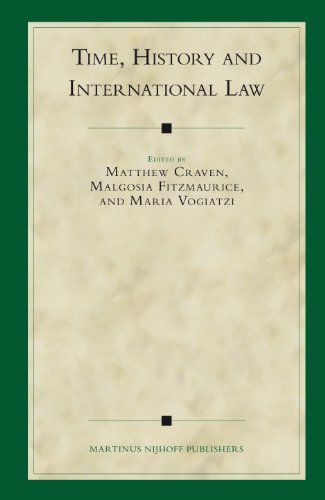 TIME, HISTORY AND
INTERNATIONAL LAW
EDITED BY
MATTHEW CRAVEN,
MALGOSIA FITZMAURICE,
AND MARIA VOGIATZI
MARTINUS NIJHOFF PUBLISHERS